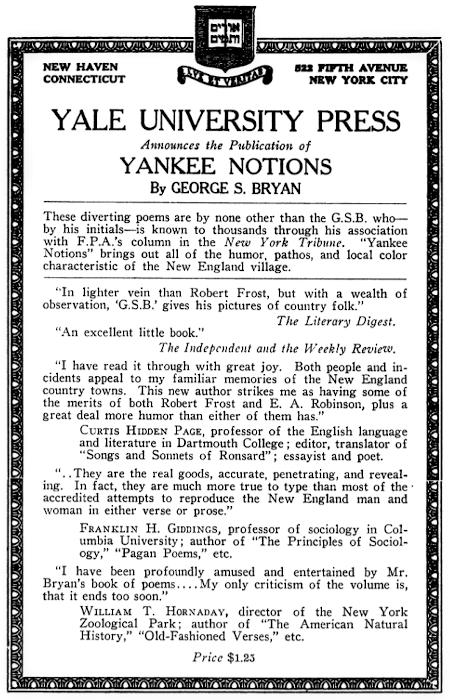 אורים
ותמים
LVX ET VERITAS
NEW HAVEN
CONNECTICUT
522 FIFTH AVENUE
NEW YORK CITY
YALE UNIVERSITY PRESS
Announces the Publication of
YANKEE NOTIONS
By GEORGE S. BRYAN
These diverting poems are by none other than the G.S.B. who—
by his initials—is known to thousands through his association
with F.P.A.'s column in the New York Tribune. "Yankee
Notions" brings out all of the humor, pathos, and local color
characteristic of the New England village.
"In lighter vein than Robert Frost, but with a wealth of
observation, 'G.S.B.' gives his pictures of country folk."
The Literary Digest.
"An excellent little book."
The Independent and the Weekly Review.
"I have read it through with great joy. Both people and in-
cidents appeal to my familiar memories of the New England
country towns. This new author strikes me as having some of
the merits of both Robert Frost and E. A. Robinson, plus a
great deal more humor than either of them has."
CURTIS HIDDEN PAGE, professor of the English language
and literature in Dartmouth College; editor, translator of
"Songs and Sonnets of Ronsard"; essayist and poet.
"..They are the real goods, accurate, penetrating, and reveal-
ing. In fact, they are much more true to type than most of the
accredited attempts to reproduce the New England man and
woman in either verse or prose."
FRANKLIN H. GIDDINGS, professor of sociology in Col-
umbia University; author of "The Principles of Sociol-
ogy," "Pagan Poems," etc.
"I have been profoundly amused and entertained by Mr.
Bryan's book of poems....My only criticism of the volume is,
that it ends too soon."
WILLIAM T. HORNADAY, director of the New York
Zoological Park; author of "The American Natural
History," "Old-Fashioned Verses," etc.
Price $1.25